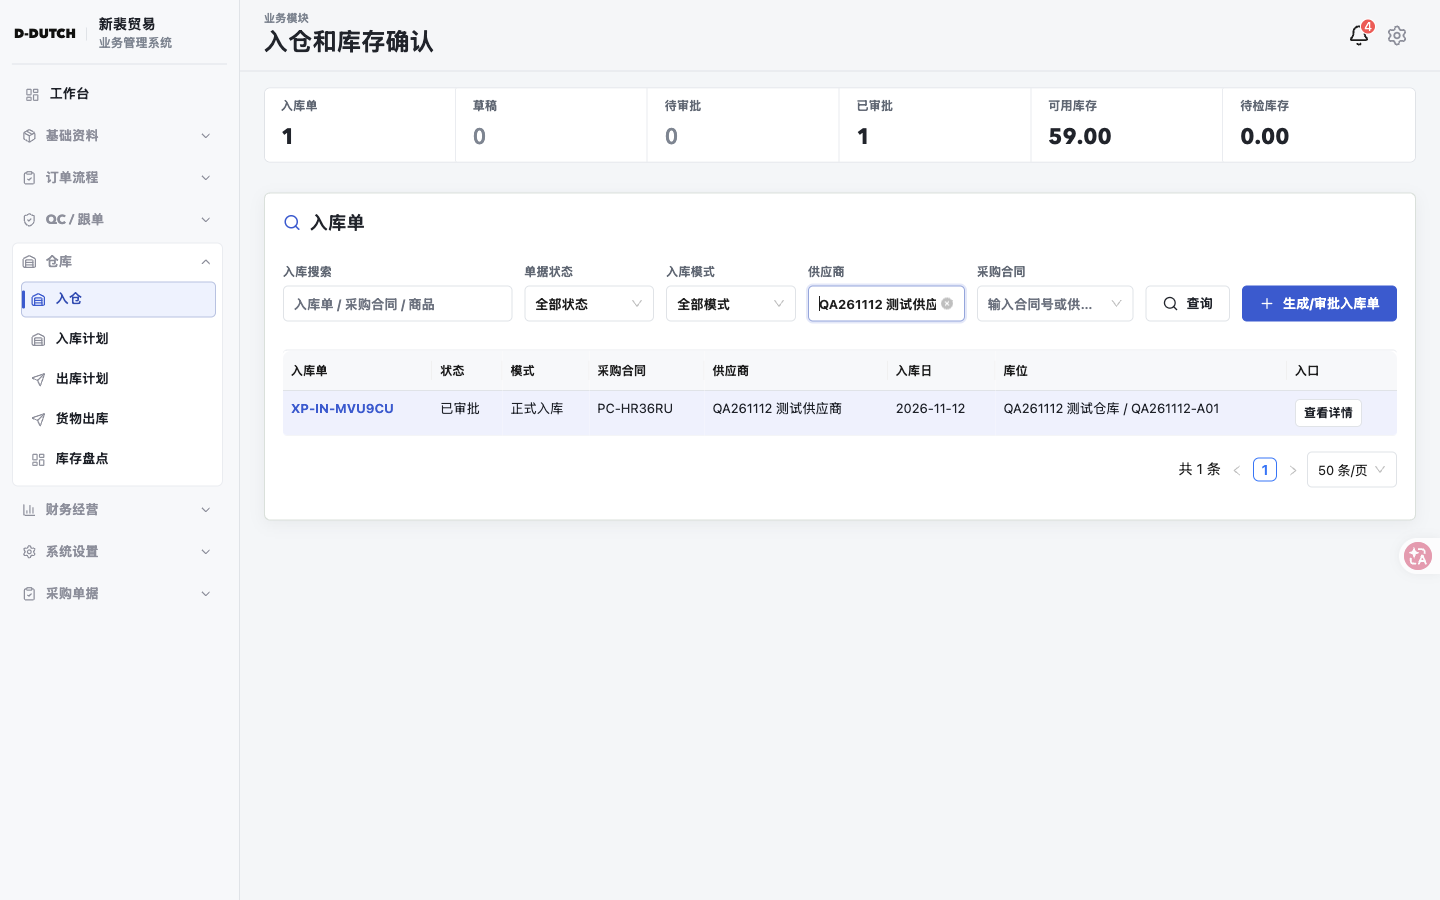 D-DUTCH
新裴贸易
业务管理系统
工作台
基础资料
订单流程
QC / 跟单
仓库
入仓
入库计划
出库计划
货物出库
库存盘点
财务经营
系统设置
采购单据
业务模块
入仓和库存确认
4
入库单
1
草稿
0
待审批
0
已审批
1
可用库存
59.00
待检库存
0.00
入库单
入库搜索
单据状态
入库模式
供应商
采购合同
入库单 / 采购合同 / 商品
全部状态
全部模式
QA261112 测试供应
输入合同号或供...
查询
生成/审批入库单
入库单 状态 模式 采购合同 供应商 入库日 库位 入口
XP-IN-MVU9CU 已审批 正式入库 PC-HR36RU QA261112 测试供应商 2026-11-12 QA261112 测试仓库 / QA261112-A01 查看详情
共 1 条 1 50 条/页